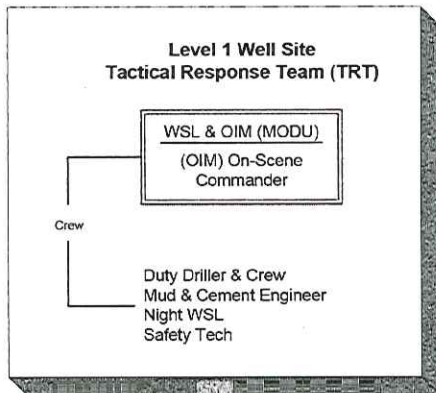 Level 1 Well Site
Tactical Response Team (TRT)
WSL & OIM (MODU)
(OIM) On-Scene
Commander
Crew
Duty Driller & Crew
Mud & Cement Engineer
Night WSL
Safety Tech